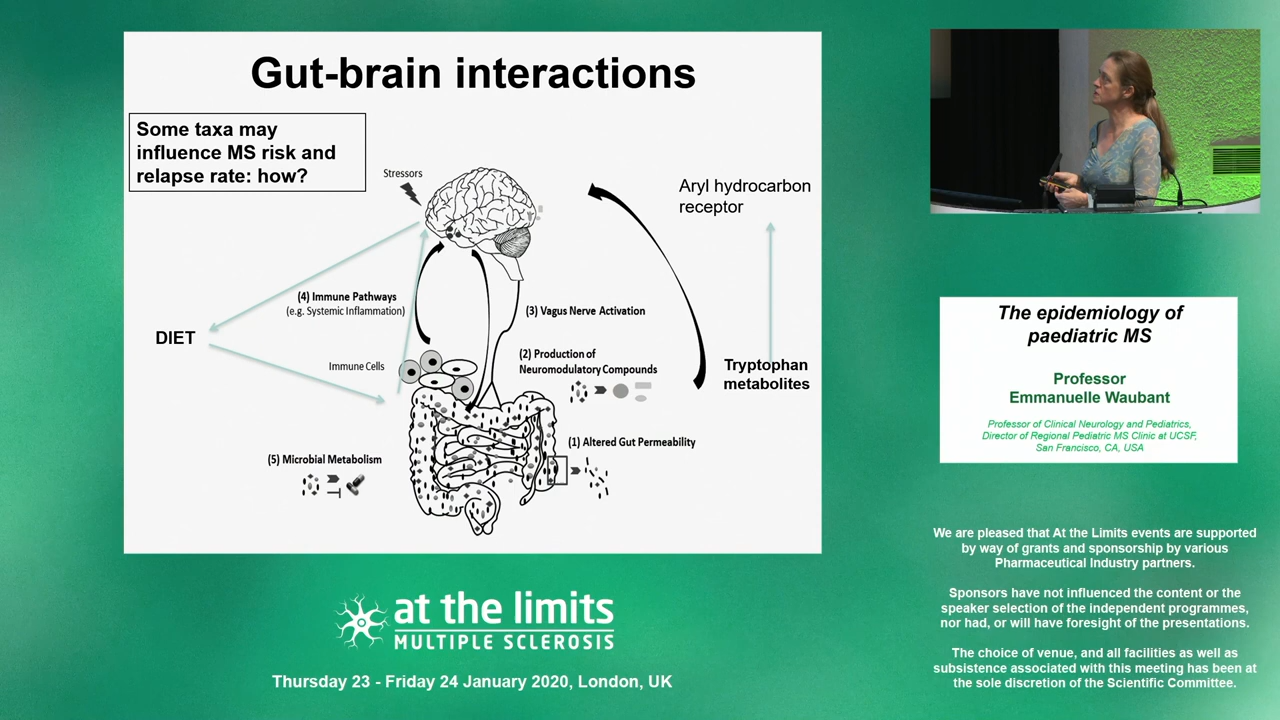 Gut-brain interactions
Some taxa may
influence MS risk and
relapse rate: how?
Stressors
Aryl hydrocarbon
receptor
(4) Immune Pathways
(e.g. Systemic Inflammation)
(3) Vagus Nerve Activation
DIET
Immune Cells
(2) Production of
Neuromodulatory Compounds
Tryptophan
metabolites
(1) Altered Gut Permeability
(5) Microbial Metabolism
at the limits
MULTIPLE SCLEROSIS
Thursday 23 - Friday 24 January 2020, London, UK
The epidemiology of
paediatric MS
Professor
Emmanuelle Waubant
Professor of Clinical Neurology and Pediatrics,
Director of Regional Pediatric MS Clinic at UCSF,
San Francisco, CA, USA
We are pleased that At the Limits events are supported
by way of grants and sponsorship by various
Pharmaceutical Industry partners.
Sponsors have not influenced the content or the
speaker selection of the independent programmes,
nor had, or will have foresight of the presentations.
The choice of venue, and all facilities as well as
subsistence associated with this meeting has been at
the sole discretion of the Scientific Committee.